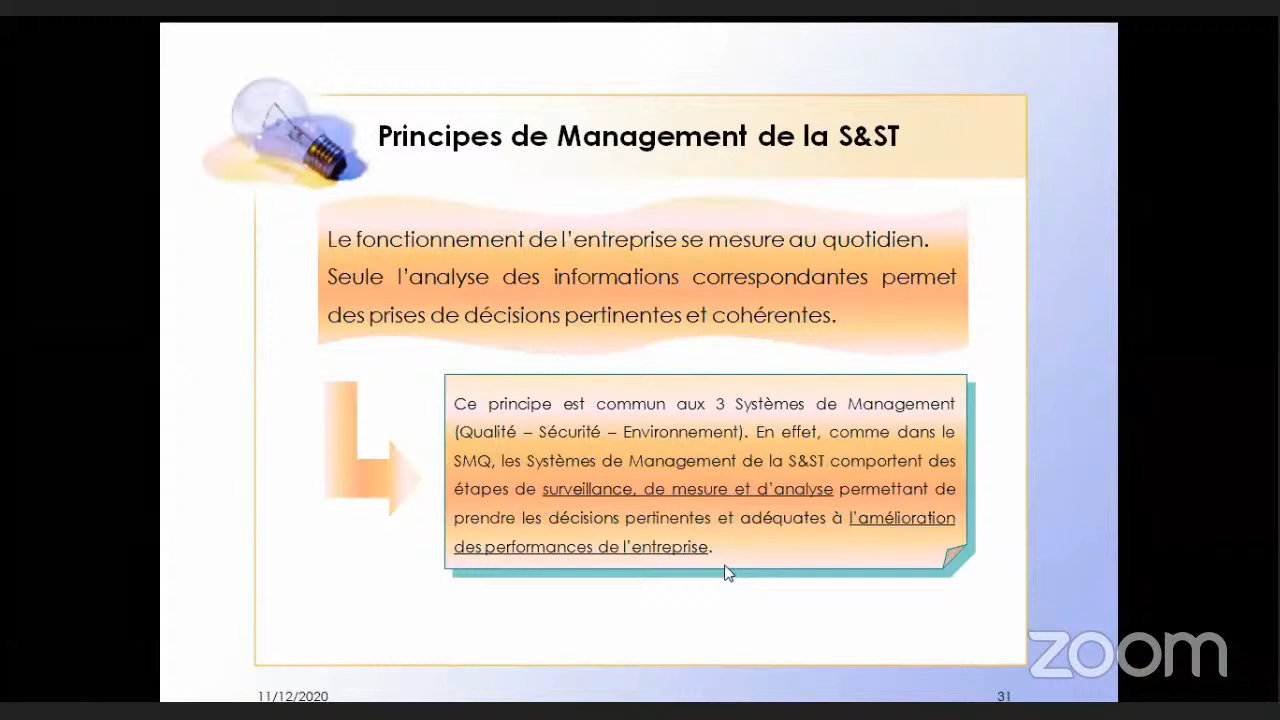 Principes de Management de la S&ST
Le fonctionnement de l'entreprise se mesure au quotidien.
Seule l'analyse des informations correspondantes permet
des prises de décisions pertinentes et cohérentes.
Ce principe est commun aux 3 Systèmes de Management
(Qualité – Sécurité – Environnement). En effet, comme dans le
SMQ, les Systèmes de Management de la S&ST comportent des
étapes de surveillance, de mesure et d'analyse permettant de
prendre les décisions pertinentes et adéquates à l'amélioration
des performances de l'entreprise.
zoom
11/12/2020
31